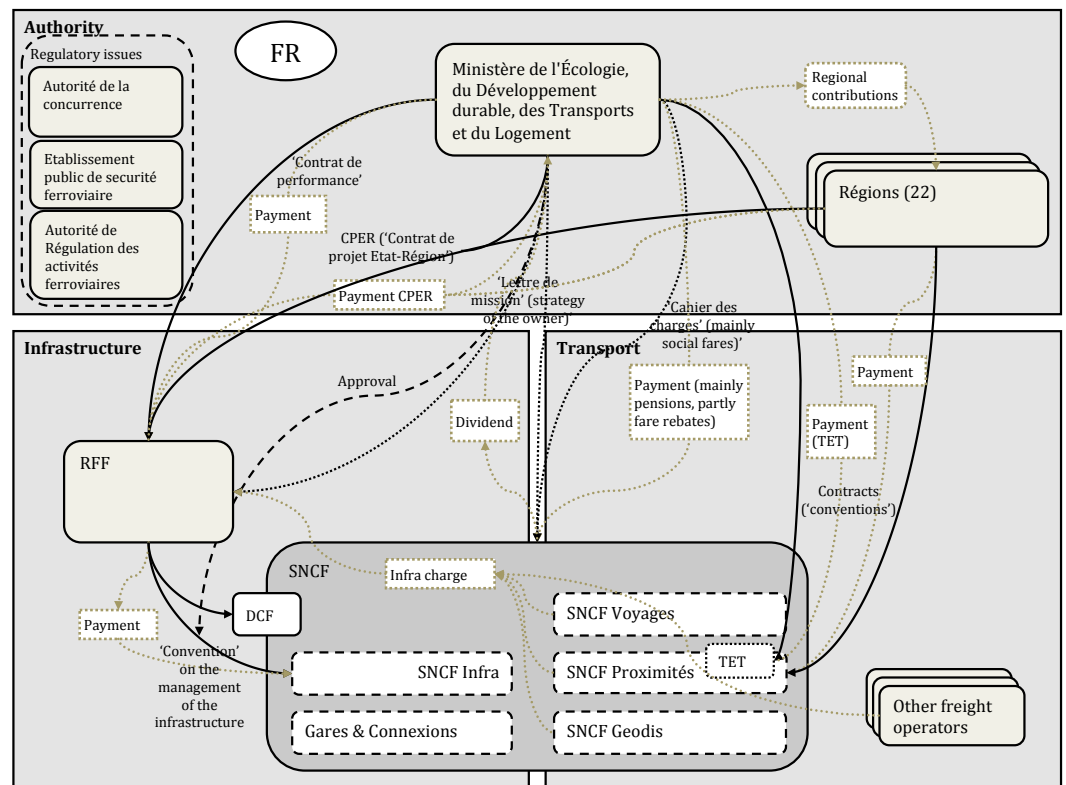 Authority
Regulatory issues
Autorité de la
concurrence
Etablissement
public de securité
ferroviaire
Autorité de
Régulation des
activités
ferroviaires
FR
Ministère de l'Écologie,
du Développement
durable, des Transports
et du Logement
Regional
contributions
Régions (22)
'Contrat de
performance'
Payment
CPER ('Contrat de
projet Etat-Région')
Payment CPER
'Lettre de
mission' (strategy
of the owner)'
'Cahier des
charges' (mainly
social fares)'
Infrastructure
Transport
Approval
Dividend
Payment (mainly
pensions, partly
fare rebates)
Payment
Payment
(TET)
Contracts
('conventions')
RFF
SNCF
Infra charge
DCF
Payment
'Convention'
on the
management
of the
infrastructure
SNCF Infra
Gares & Connexions
SNCF Voyages
SNCF Proximités
TET
SNCF Geodis
Other freight
operators